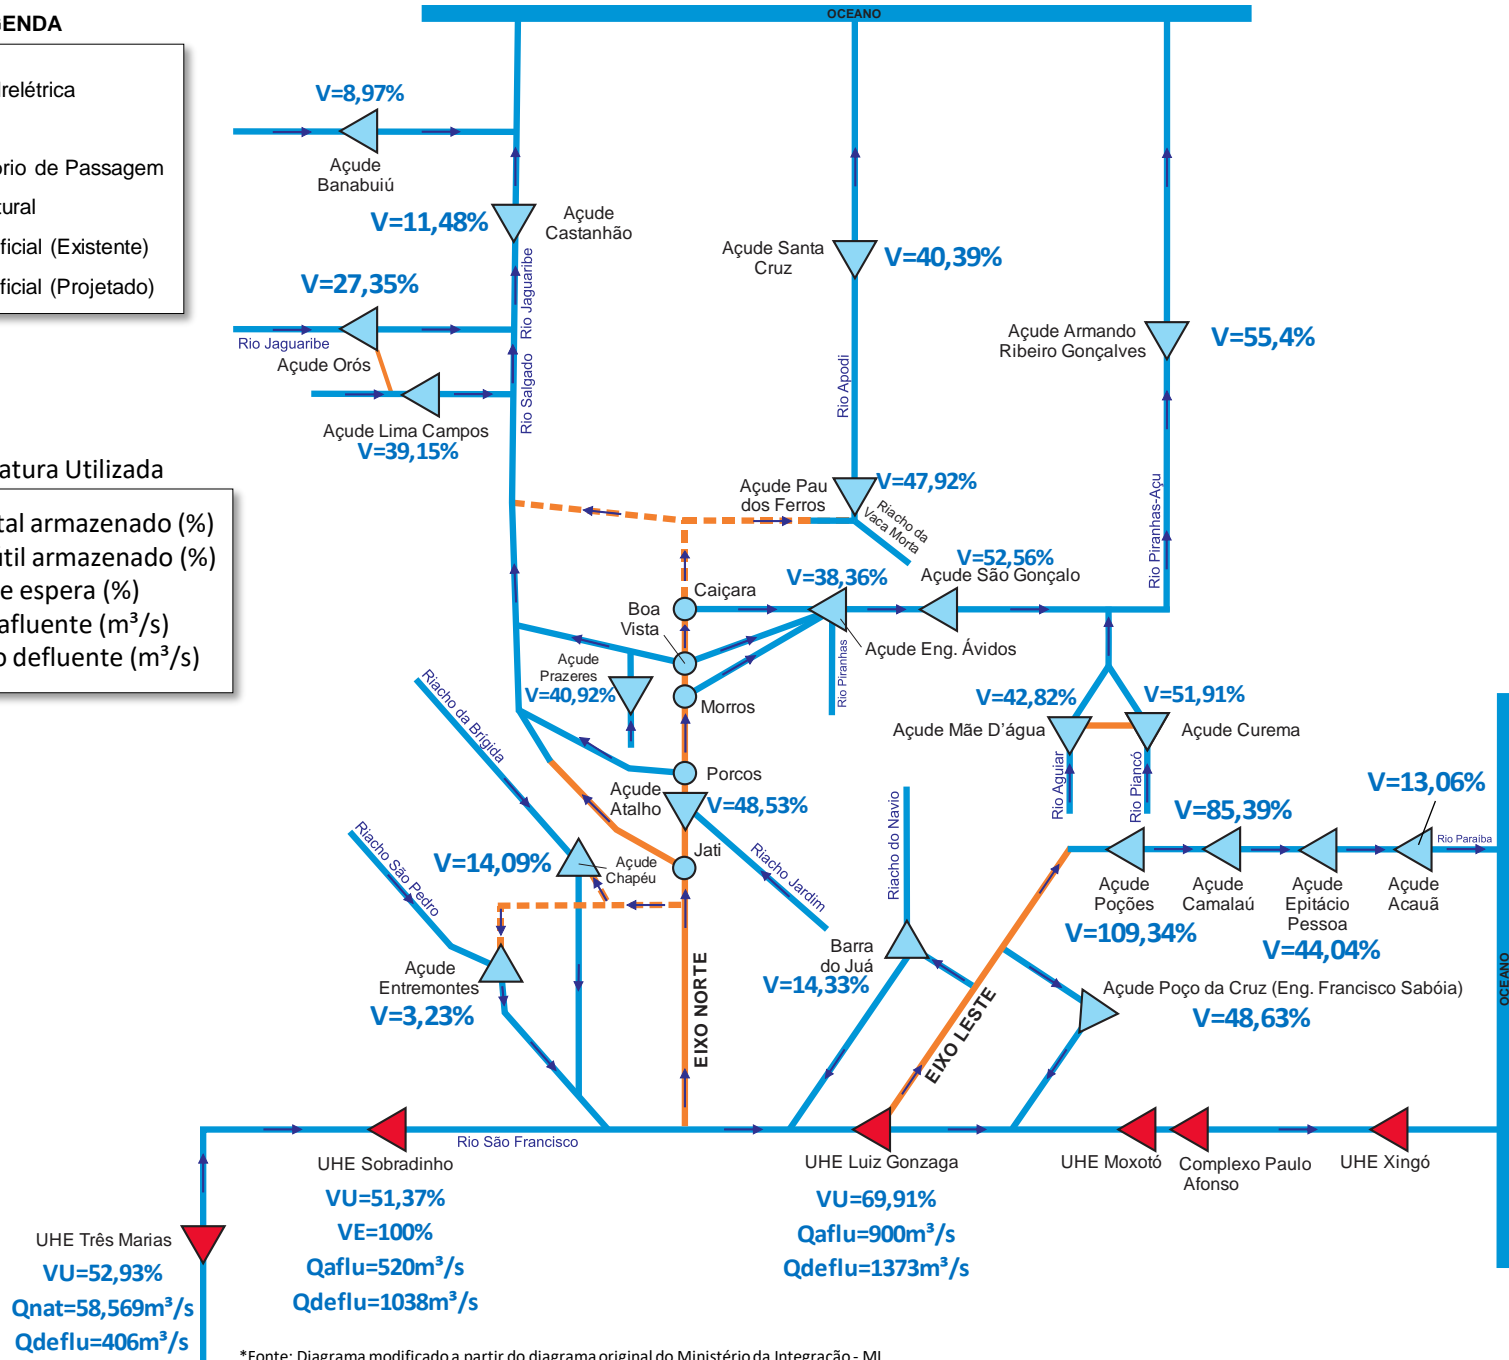 OCEANO
V=8,97%
Açude
Banabuiú
V=11,48%
Açude
Castanhão
V=27,35%
Rio Jaguaribe
Açude Orós
Rio Jaguaribe
Rio Salgado
Açude Lima Campos
V=39,15%
Açude Santa
Cruz
V=40,39%
Rio Apodi
Açude Armando
Ribeiro Gonçalves
V=55,4%
Rio Piranhas-Açu
Açude Pau
dos Ferros
V=47,92%
Riacho da
Vaca Morta
V=52,56%
Açude São Gonçalo
V=38,36%
Açude Eng. Ávidos
Rio Piranhas
Caiçara
Boa
Vista
Morros
Açude
Prazeres
V=40,92%
Porcos
Açude
Atalho
V=48,53%
Jati
Riacho Jardim
Riacho da Brígida
Riacho São Pedro
V=14,09%
Açude
Chapéu
Açude
Entremontes
V=3,23%
EIXO NORTE
V=42,82%
Açude Mãe D'água
Rio Aguiar
V=51,91%
Açude Curema
Rio Piancó
V=13,06%
V=85,39%
Rio Paraíba
Açude
Poções
V=109,34%
Açude
Camalaú
Açude
Epitácio
Pessoa
V=44,04%
Açude
Acauã
Riacho do Navio
Barra
do Juá
V=14,33%
EIXO LESTE
Açude Poço da Cruz (Eng. Francisco Sabóia)
V=48,63%
OCEANO
Rio São Francisco
UHE Sobradinho
VU=51,37%
VE=100%
Qaflu=520m³/s
Qdeflu=1038m³/s
UHE Luiz Gonzaga
VU=69,91%
Qaflu=900m³/s
Qdeflu=1373m³/s
UHE Moxotó
Complexo Paulo
Afonso
UHE Xingó
UHE Três Marias
VU=52,93%
Qnat=58,569m³/s
Qdeflu=406m³/s
GENDA
drelétrica
ório de Passagem
tural
ificial (Existente)
ificial (Projetado)
atura Utilizada
tal armazenado (%)
útil armazenado (%)
e espera (%)
afluente (m³/s)
o defluente (m³/s)
*Fonte: Diagrama modificado a partir do diagrama original do Ministério da Integração - MI